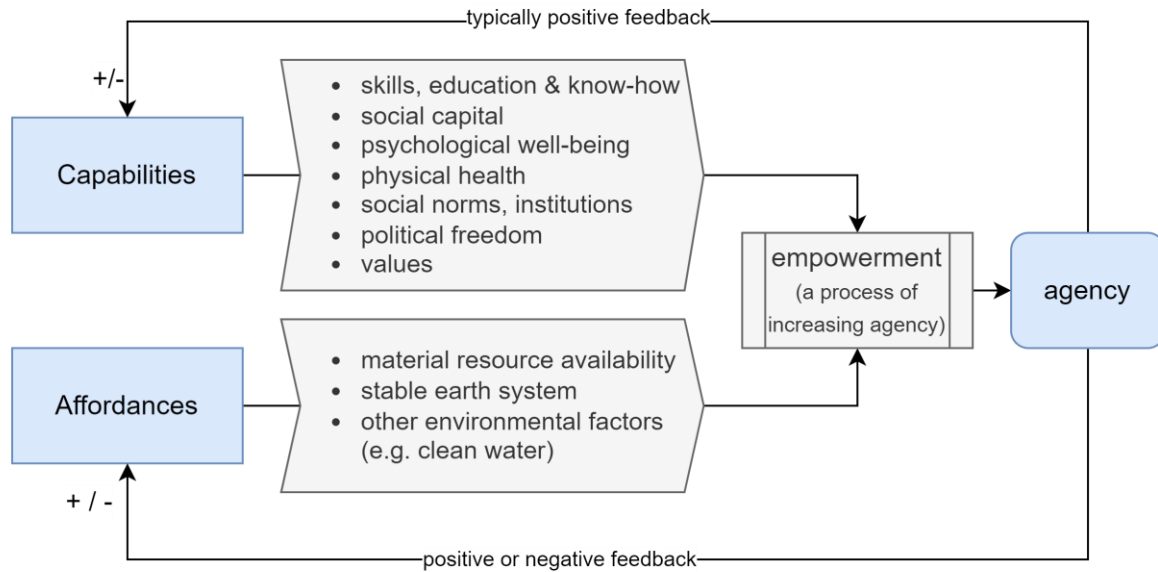 typically positive feedback
+/-
Capabilities
• skills, education & know-how
• social capital
• psychological well-being
• physical health
• social norms, institutions
• political freedom
• values
empowerment
(a process of
increasing agency)
agency
Affordances
• material resource availability
• stable earth system
• other environmental factors
(e.g. clean water)
+ / -
positive or negative feedback